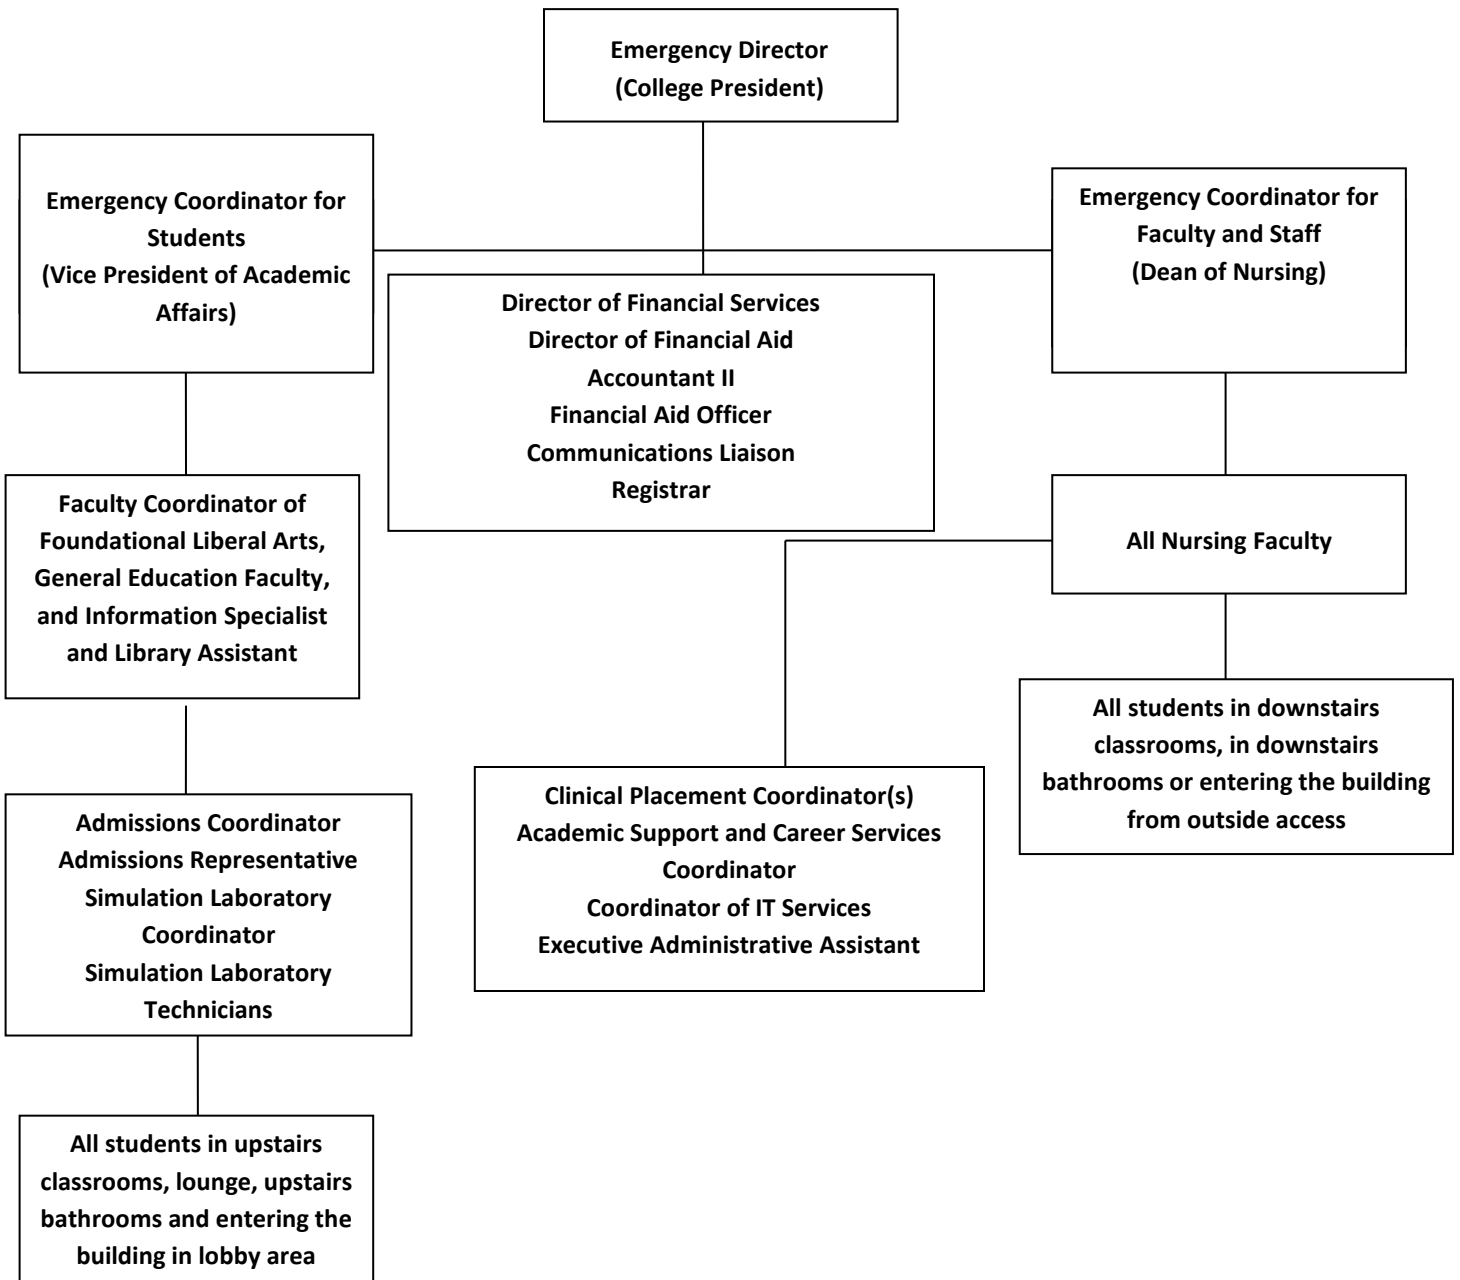 Emergency Director
(College President)
Emergency Coordinator for
Students
(Vice President of Academic
Affairs)
Emergency Coordinator for
Faculty and Staff
(Dean of Nursing)
Director of Financial Services
Director of Financial Aid
Accountant II
Financial Aid Officer
Communications Liaison
Registrar
Faculty Coordinator of
Foundational Liberal Arts,
General Education Faculty,
and Information Specialist
and Library Assistant
All Nursing Faculty
All students in downstairs
classrooms, in downstairs
bathrooms or entering the building
from outside access
Clinical Placement Coordinator(s)
Academic Support and Career Services
Coordinator
Coordinator of IT Services
Executive Administrative Assistant
Admissions Coordinator
Admissions Representative
Simulation Laboratory
Coordinator
Simulation Laboratory
Technicians
All students in upstairs
classrooms, lounge, upstairs
bathrooms and entering the
building in lobby area